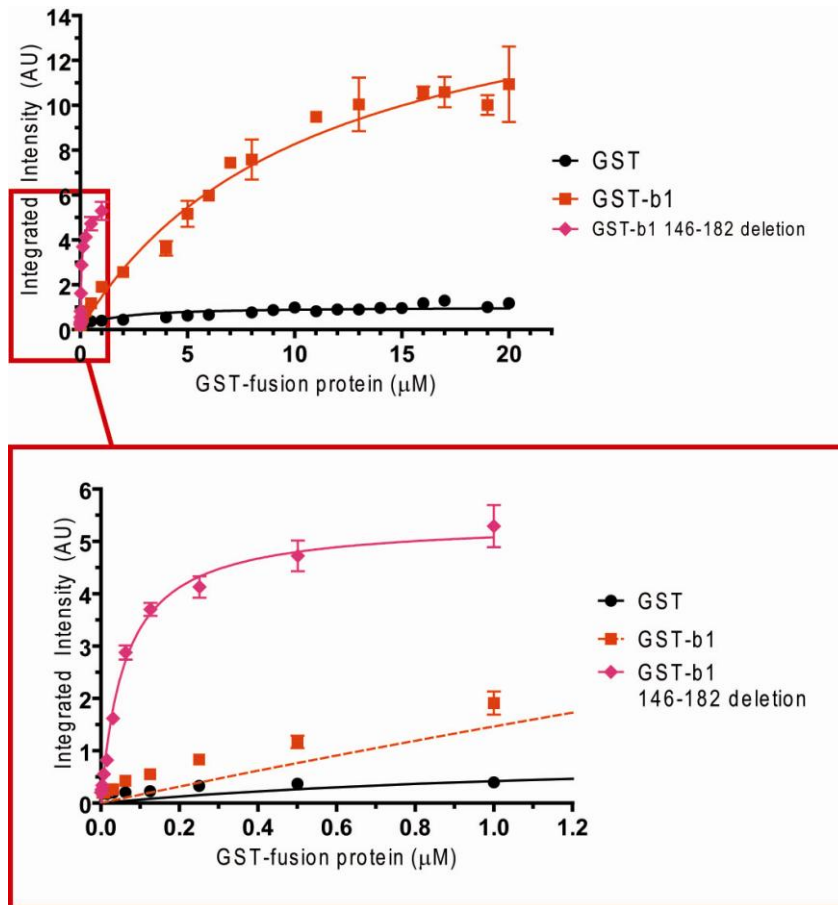 14
12
10
8
6
4
2
0
Integrated Intensity (AU)
0 5 10 15 20
GST-fusion protein (μM)
GST
GST-b1
GST-b1 146-182 deletion
6
5
4
3
2
1
0
Integrated Intensity (AU)
0.0 0.2 0.4 0.6 0.8 1.0 1.2
GST-fusion protein (μM)
GST
GST-b1
GST-b1
146-182 deletion